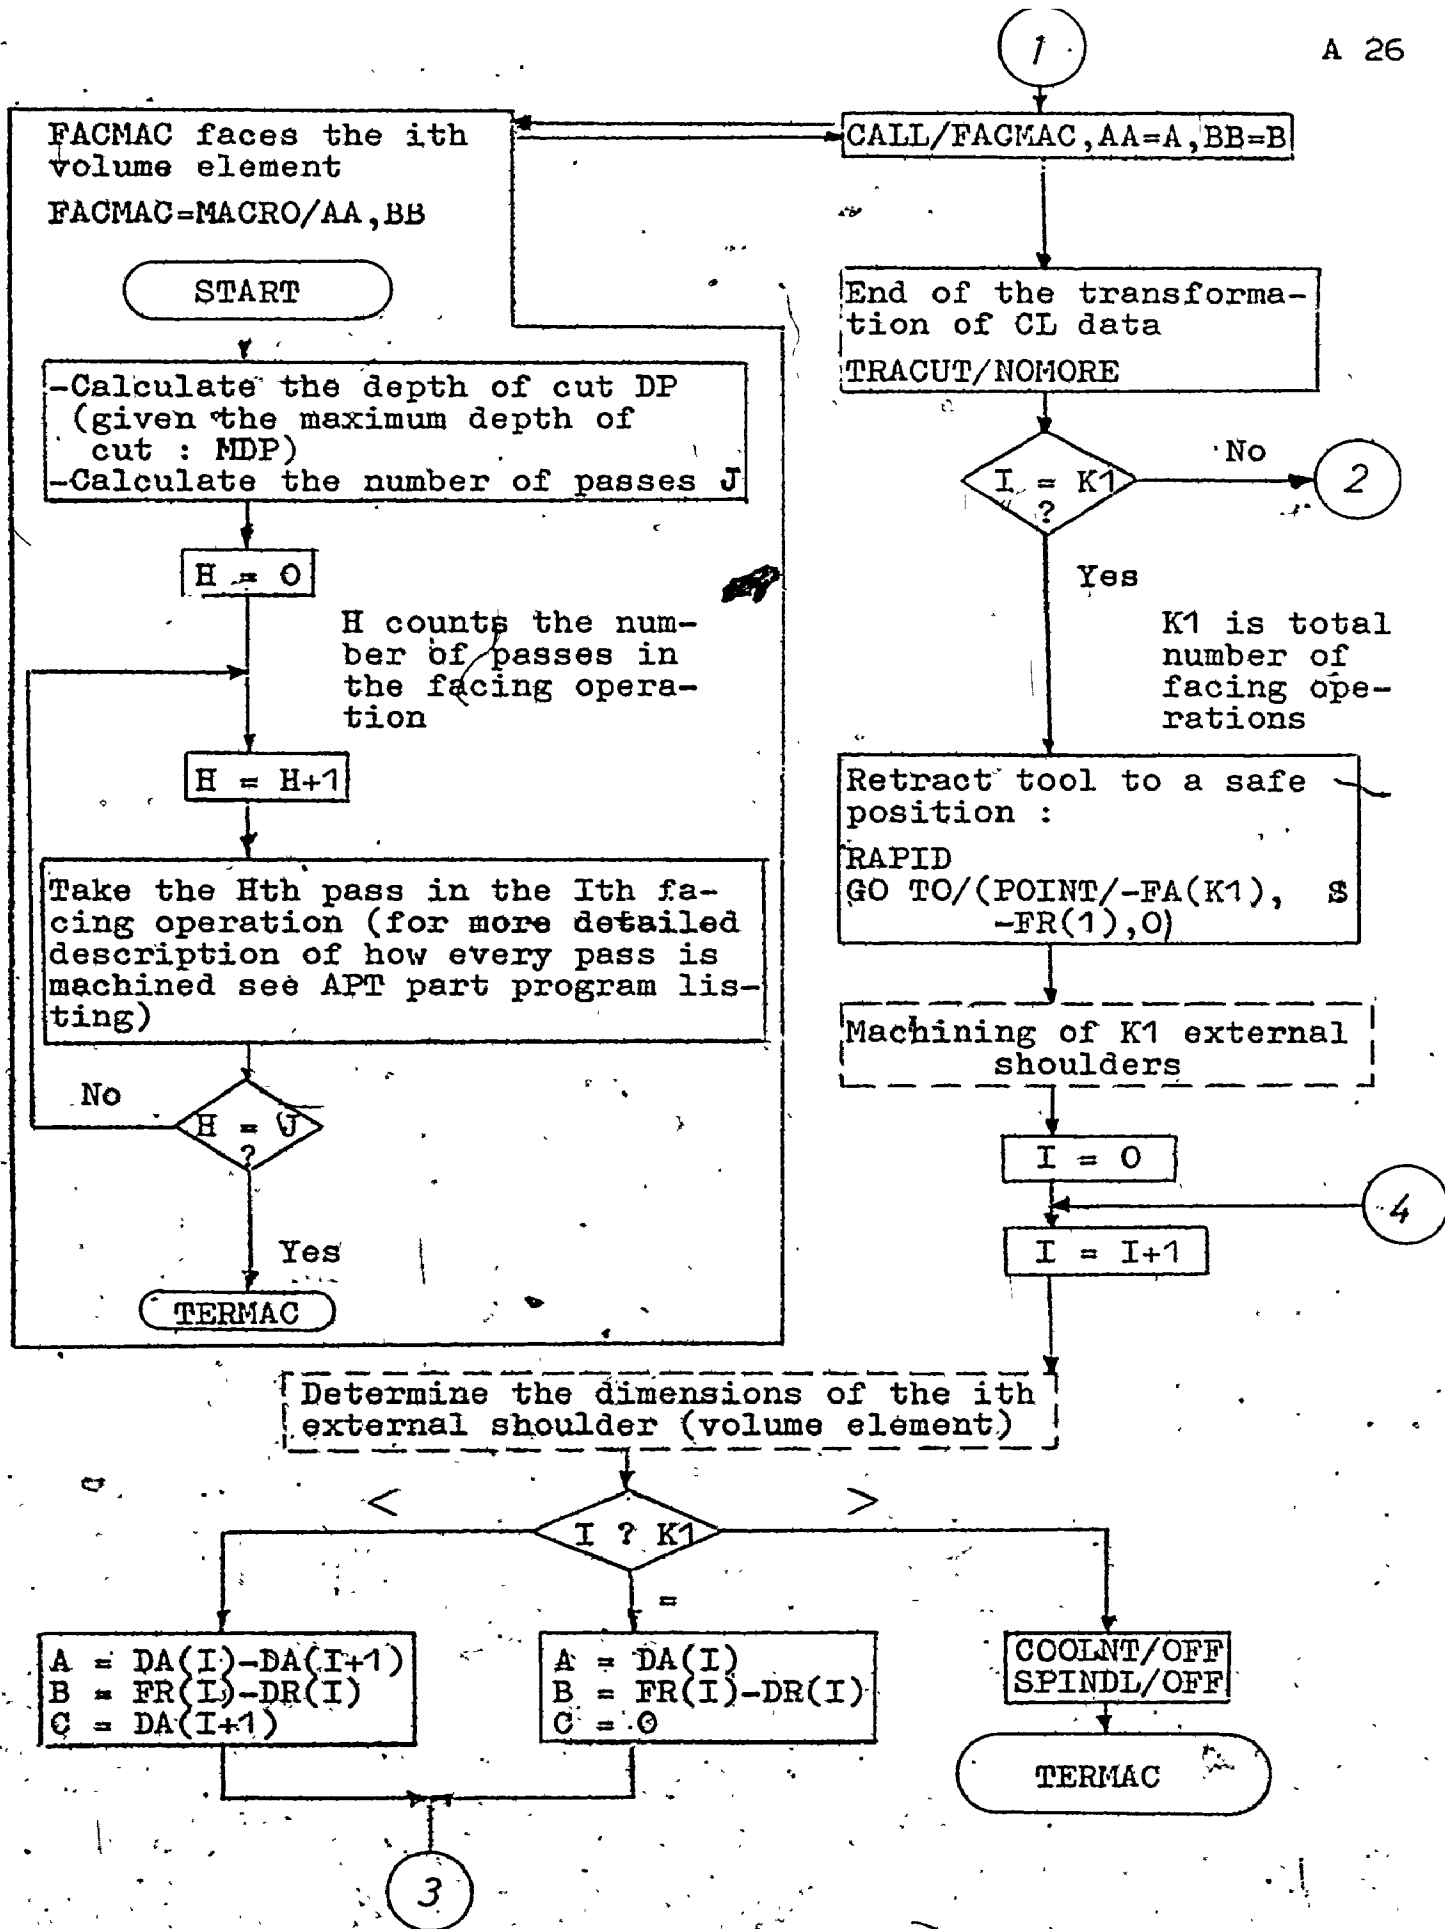 A 26
1
FACMAC faces the ith
volume element
FACMAC=MACRO/AA,BB
START
-Calculate the depth of cut DP
(given the maximum depth of
cut : MDP)
-Calculate the number of passes J
H = 0
H counts the num-
ber of passes in
the facing opera-
tion
H = H+1
Take the Hth pass in the Ith fa-
cing operation (for more detailed
description of how every pass is
machined see APT part program lis-
ting)
No
H = J
?
Yes
TERMAC
CALL/FACMAC,AA=A,BB=B
End of the transforma-
tion of CL data
TRACUT/NOMORE
I = K1
?
No
2
Yes
K1 is total
number of
facing ope-
rations
Retract tool to a safe
position :
RAPID
GO TO/(POINT/-FA(K1), S
-FR(1),0)
Machining of K1 external
shoulders
I = 0
4
I = I+1
Determine the dimensions of the ith
external shoulder (volume element)
<
>
I ? K1
=
A = DA(I)-DA(I+1)
B = FR(I)-DR(I)
C = DA(I+1)
A = DA(I)
B = FR(I)-DR(I)
C = 0
COOLNT/OFF
SPINDL/OFF
TERMAC
3